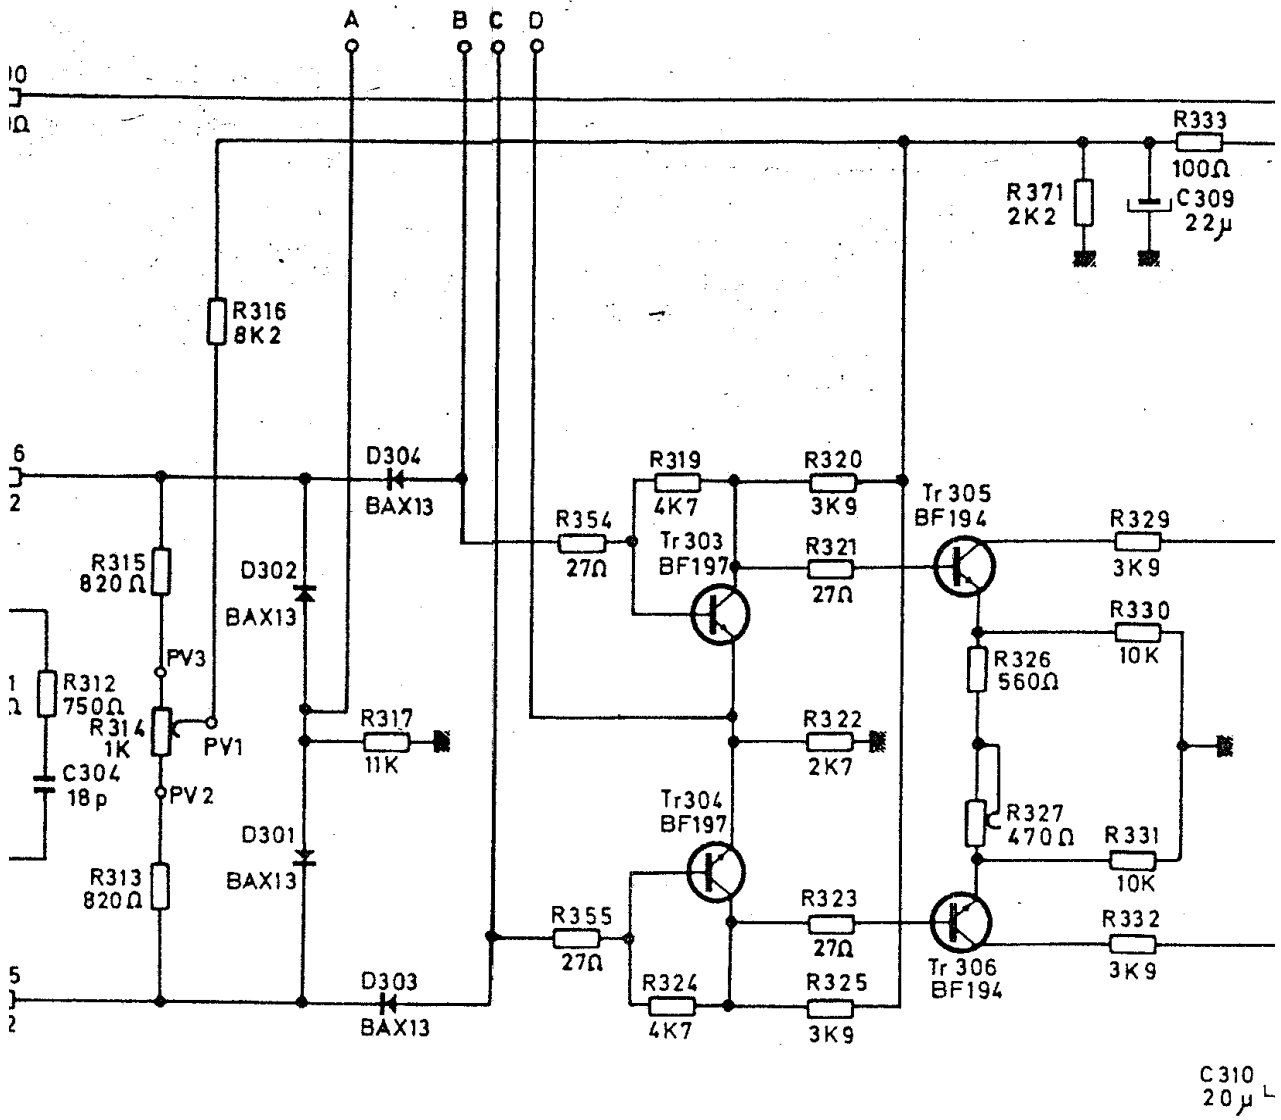 A B C D
0
Ω
R333
100Ω
R371
2K2
C309
22µ
R316
8K2
6
2
D304
BAX13
R319
4K7
R320
3K9
R354
27Ω
Tr303
BF197
R321
27Ω
Tr305
BF194
R329
3K9
R315
820Ω
D302
BAX13
R330
10K
R326
560Ω
PV3
1
Ω
R312
750Ω
R314
1K
PV1
R317
11K
R322
2K7
C304
18p
PV2
D301
BAX13
Tr304
BF197
R327
470Ω
R331
10K
R313
820Ω
R355
27Ω
R323
27Ω
R332
3K9
Tr306
BF194
5
2
D303
BAX13
R324
4K7
R325
3K9
C310
20µ